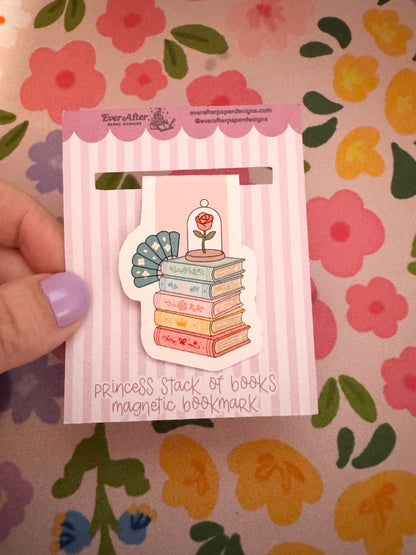 Ever After
PAPER DESIGNS
everafterpaperdesigns.com
@everafterpaperdesigns
princess stack of books
magnetic bookmark